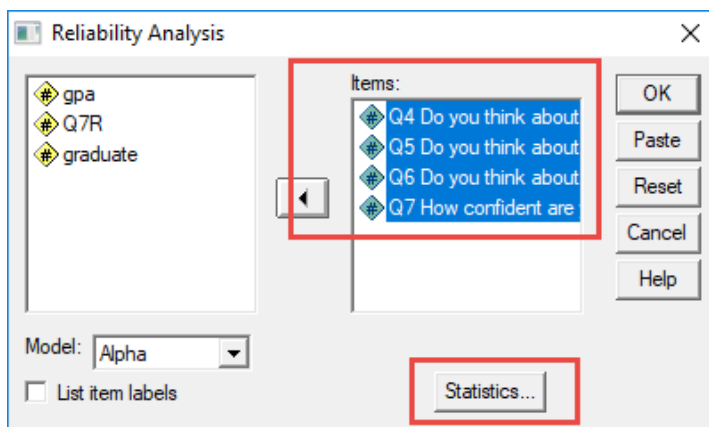 Reliability Analysis
gpa
Q7R
graduate
Items:
Q4 Do you think about
Q5 Do you think about
Q6 Do you think about
Q7 How confident are
OK
Paste
Reset
Cancel
Help
Model: Alpha
List item labels
Statistics...